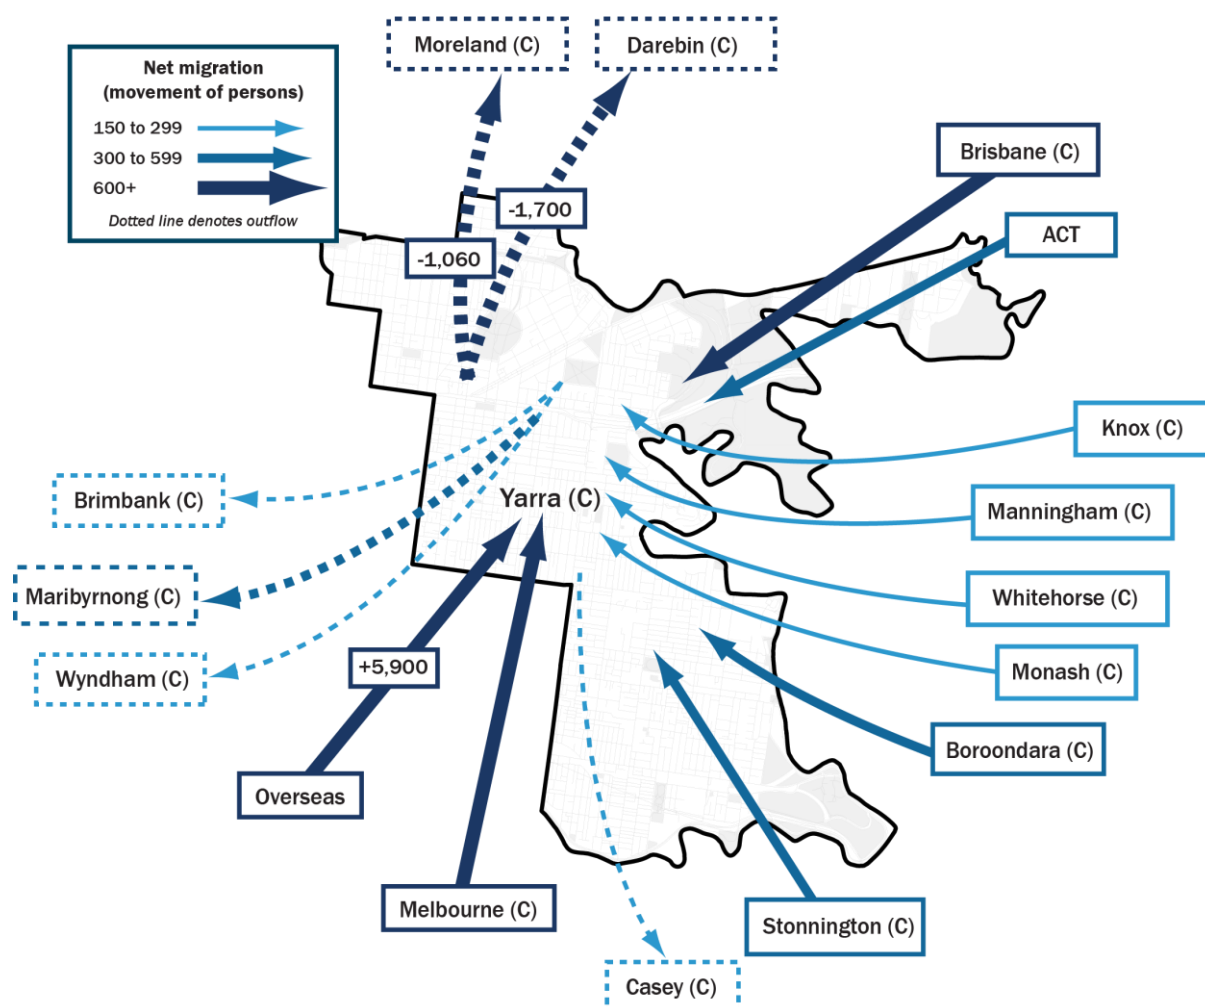 Moreland (C)
Darebin (C)
Net migration
(movement of persons)
150 to 299
300 to 599
600+
Dotted line denotes outflow
Brisbane (C)
-1,700
ACT
-1,060
Knox (C)
Brimbank (C)
Yarra (C)
Manningham (C)
Maribyrnong (C)
Whitehorse (C)
Wyndham (C)
+5,900
Monash (C)
Boroondara (C)
Overseas
Melbourne (C)
Stonnington (C)
Casey (C)